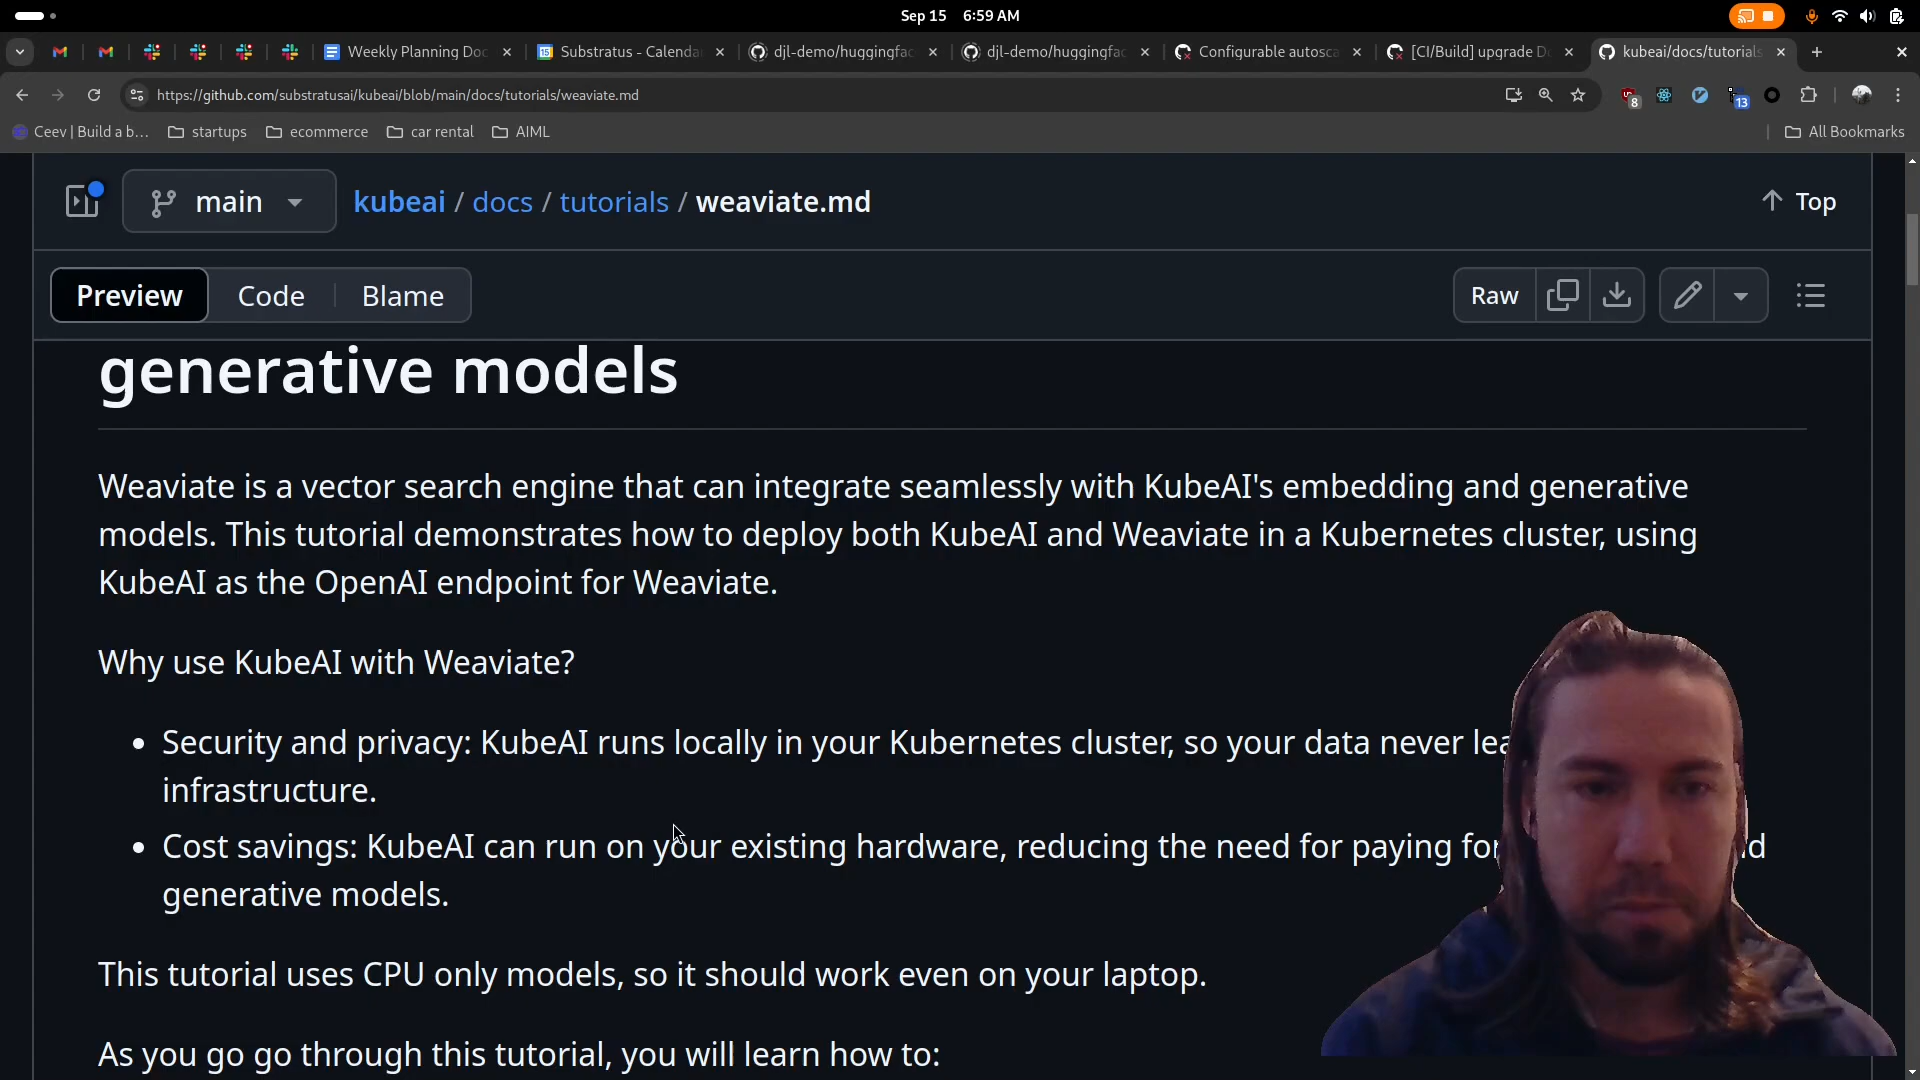 Sep 15 6:59 AM
Weekly Planning Doc
Substratus - Calenda
djl-demo/huggingfac
djl-demo/huggingfac
Configurable autosca
[CI/Build] upgrade Do
kubeai/docs/tutorials
https://github.com/substratusai/kubeai/blob/main/docs/tutorials/weaviate.md
8
13
Ceev | Build a b...
startups
ecommerce
car rental
AIML
All Bookmarks
main
kubeai / docs / tutorials / weaviate.md
Top
Preview
Code
Blame
Raw
generative models
Weaviate is a vector search engine that can integrate seamlessly with KubeAI's embedding and generative
models. This tutorial demonstrates how to deploy both KubeAI and Weaviate in a Kubernetes cluster, using
KubeAI as the OpenAI endpoint for Weaviate.
Why use KubeAI with Weaviate?
• Security and privacy: KubeAI runs locally in your Kubernetes cluster, so your data never lea
infrastructure.
• Cost savings: KubeAI can run on your existing hardware, reducing the need for paying for
generative models.
This tutorial uses CPU only models, so it should work even on your laptop.
As you go go through this tutorial, you will learn how to: